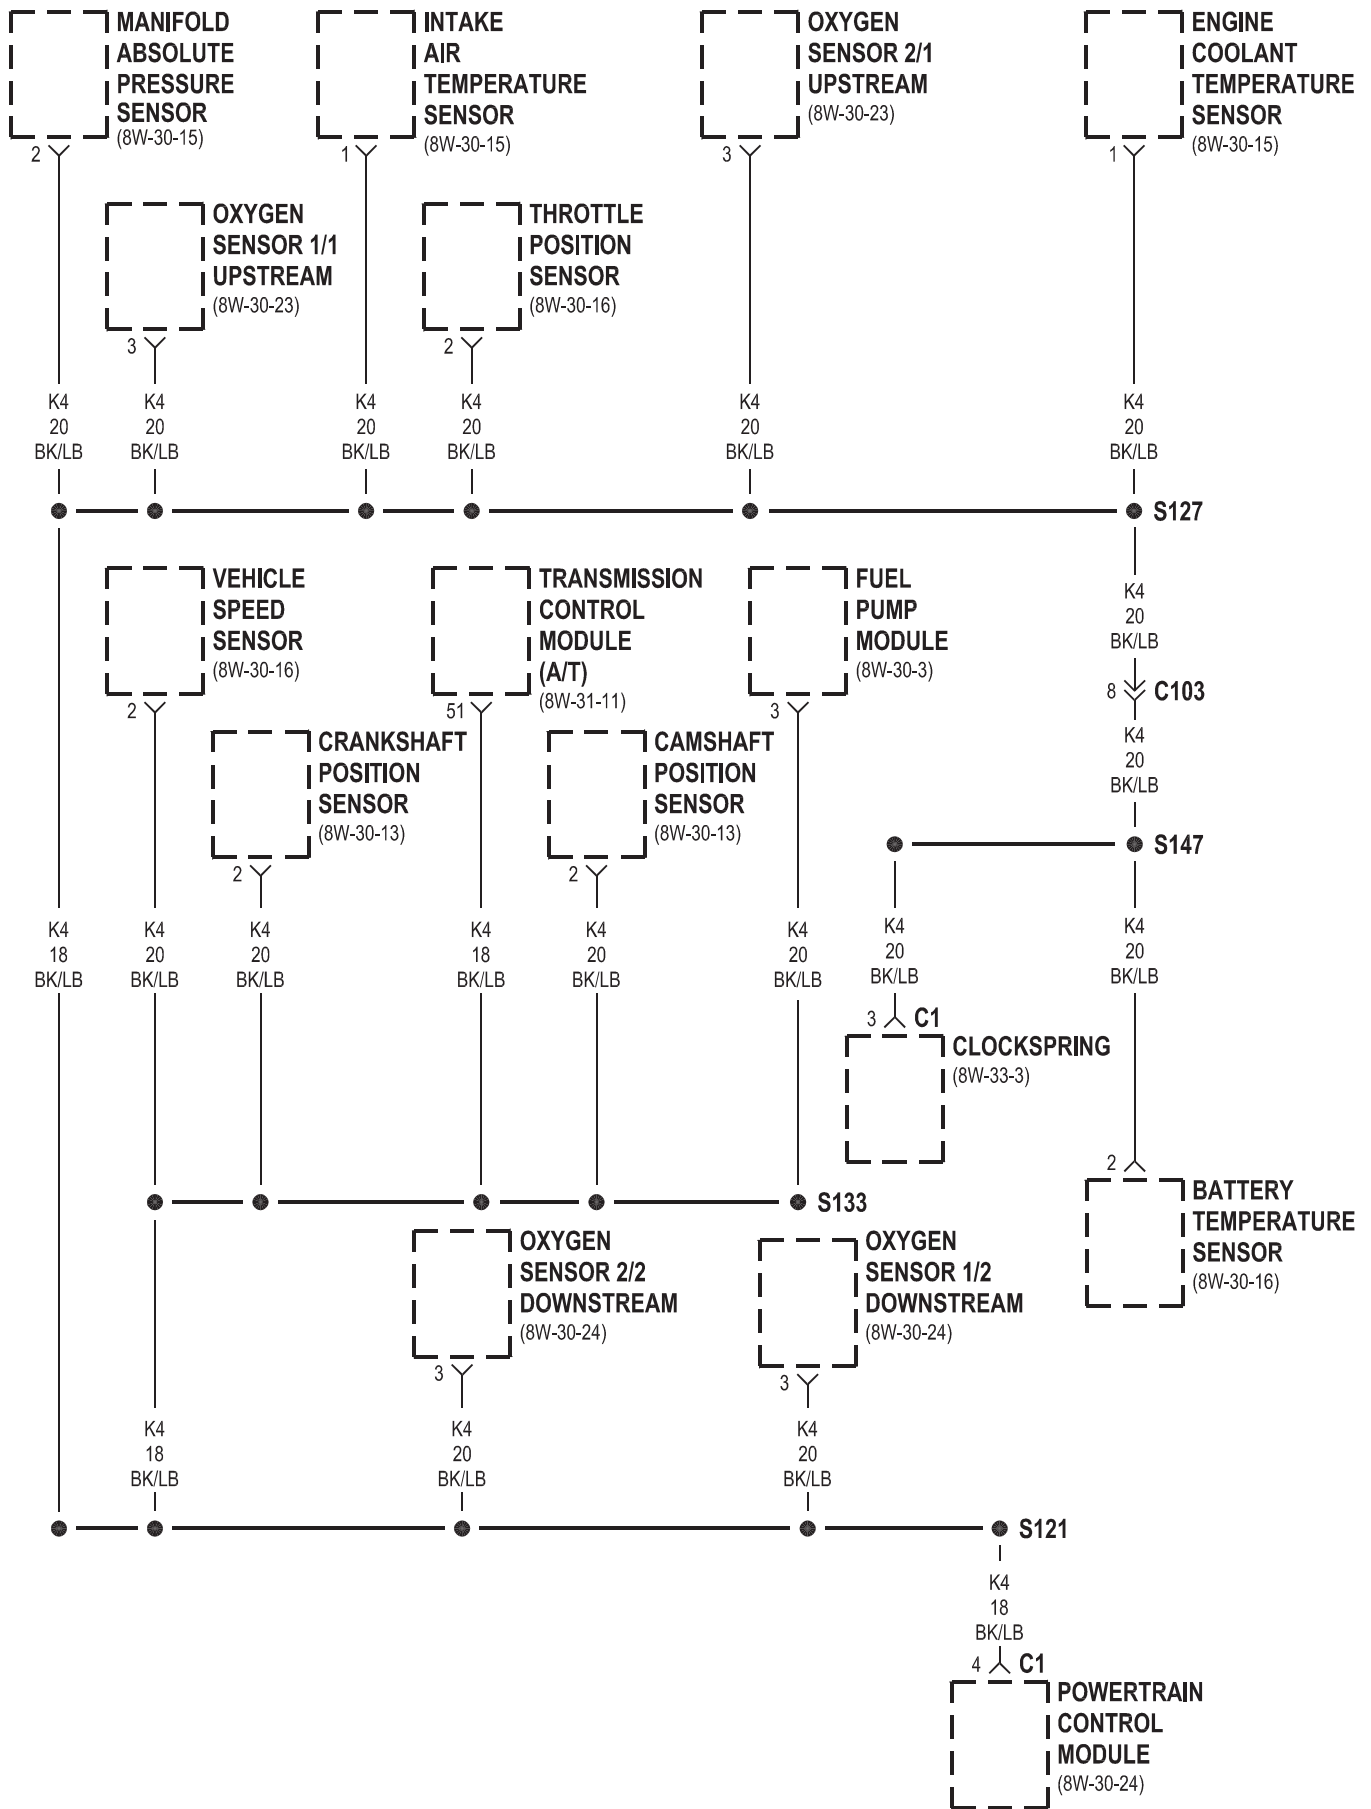 MANIFOLD
ABSOLUTE
PRESSURE
SENSOR
(8W-30-15)
2
INTAKE
AIR
TEMPERATURE
SENSOR
(8W-30-15)
1
OXYGEN
SENSOR 2/1
UPSTREAM
(8W-30-23)
3
ENGINE
COOLANT
TEMPERATURE
SENSOR
(8W-30-15)
1
OXYGEN
SENSOR 1/1
UPSTREAM
(8W-30-23)
3
THROTTLE
POSITION
SENSOR
(8W-30-16)
2
K4
20
BK/LB
K4
20
BK/LB
K4
20
BK/LB
K4
20
BK/LB
K4
20
BK/LB
K4
20
BK/LB
S127
VEHICLE
SPEED
SENSOR
(8W-30-16)
2
TRANSMISSION
CONTROL
MODULE
(A/T)
(8W-31-11)
51
FUEL
PUMP
MODULE
(8W-30-3)
3
K4
20
BK/LB
8
C103
K4
20
BK/LB
CRANKSHAFT
POSITION
SENSOR
(8W-30-13)
2
CAMSHAFT
POSITION
SENSOR
(8W-30-13)
2
S147
K4
18
BK/LB
K4
20
BK/LB
K4
20
BK/LB
K4
18
BK/LB
K4
20
BK/LB
K4
20
BK/LB
K4
20
BK/LB
K4
20
BK/LB
3
C1
CLOCKSPRING
(8W-33-3)
2
BATTERY
TEMPERATURE
SENSOR
(8W-30-16)
S133
OXYGEN
SENSOR 2/2
DOWNSTREAM
(8W-30-24)
3
OXYGEN
SENSOR 1/2
DOWNSTREAM
(8W-30-24)
3
K4
18
BK/LB
K4
20
BK/LB
K4
20
BK/LB
S121
K4
18
BK/LB
4
C1
POWERTRAIN
CONTROL
MODULE
(8W-30-24)